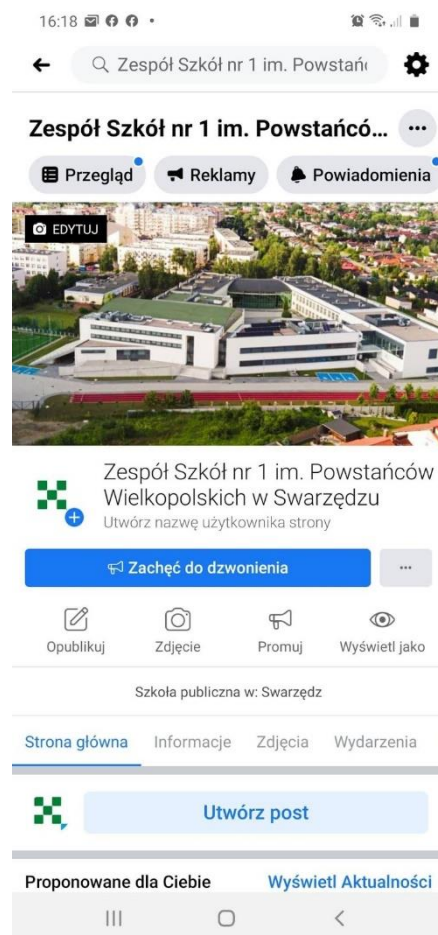 16:18
Zespół Szkół nr 1 im. Powstań
Zespół Szkół nr 1 im. Powstańcó...
Przegląd Reklamy Powiadomienia
EDYTUJ
Zespół Szkół nr 1 im. Powstańców
Wielkopolskich w Swarzędzu
Utwórz nazwę użytkownika strony
Zachęć do dzwonienia
Opublikuj Zdjęcie Promuj Wyświetl jako
Szkoła publiczna w: Swarzędz
Strona główna Informacje Zdjęcia Wydarzenia
Utwórz post
Proponowane dla Ciebie Wyświetl Aktualności